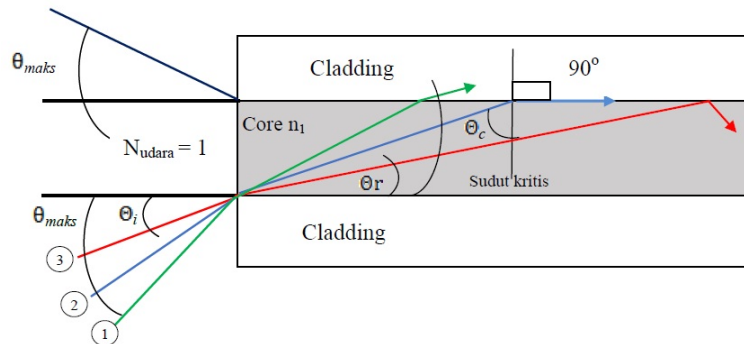 θmaks
Cladding
90°
Core n1
Nudara = 1
Θc
Θr
Sudut kritis
θmaks
Θi
Cladding
3
2
1